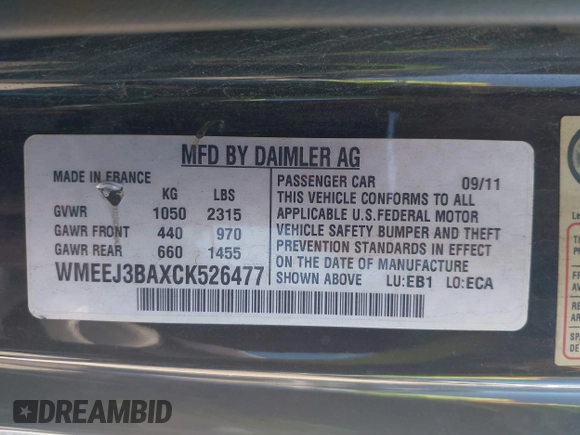 MFD BY DAIMLER AG
MADE IN FRANCE
KG LBS
GVWR 1050 2315
GAWR FRONT 440 970
GAWR REAR 660 1455
WMEEJ3BAXCK526477
PASSENGER CAR 09/11
THIS VEHICLE CONFORMS TO ALL
APPLICABLE U.S.FEDERAL MOTOR
VEHICLE SAFETY BUMPER AND THEFT
PREVENTION STANDARDS IN EFFECT
ON THE DATE OF MANUFACTURE
SHOWN ABOVE LU:EB1 LO:ECA
DREAMBID